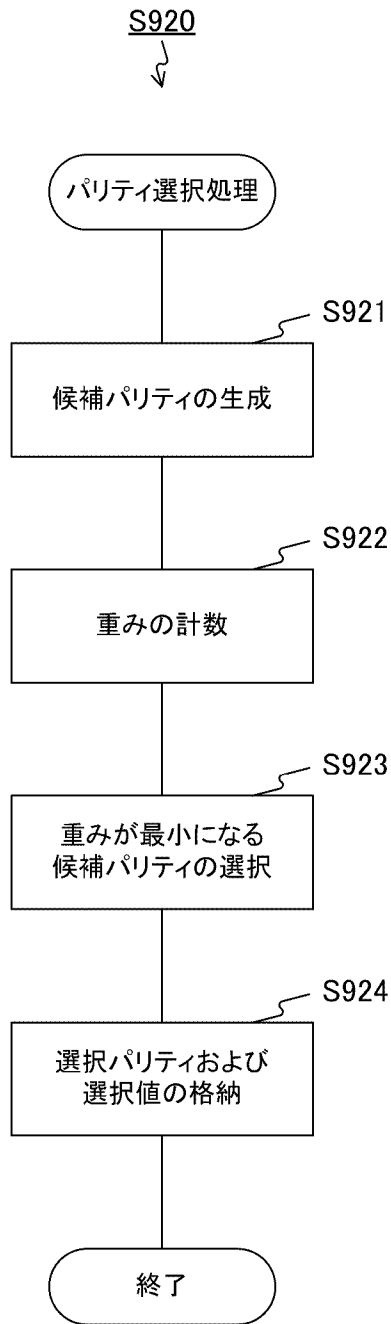 S920
パリティ選択処理
S921
候補パリティの生成
S922
重みの計数
S923
重みが最小になる
候補パリティの選択
S924
選択パリティおよび
選択値の格納
終了